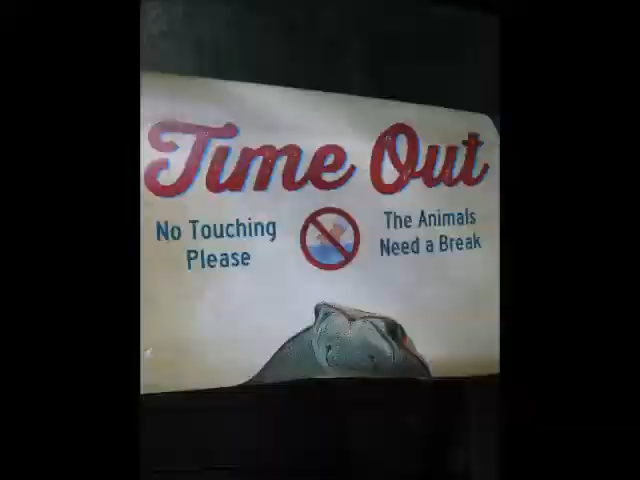 Time Out
No Touching
Please
The Animals
Need a Break